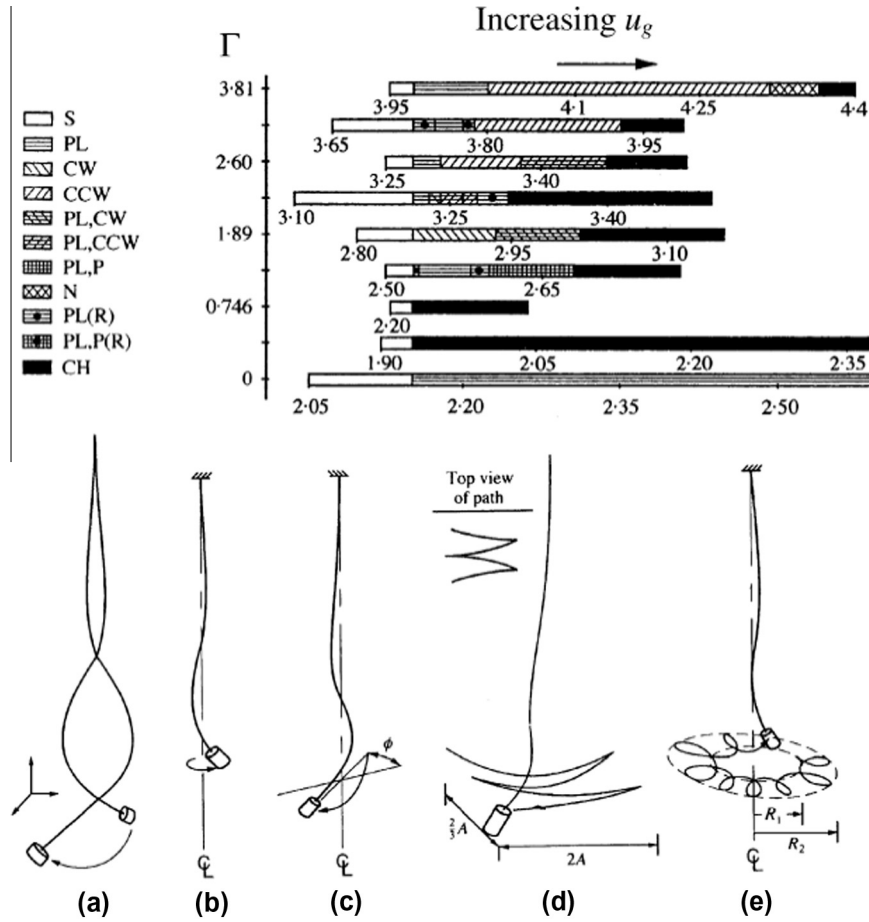 Increasing u_g
Γ
3·81
3·95 4·1 4·25 4·4
3·65 3·80 3·95
2·60
3·25 3·40
3·10 3·25 3·40
1·89
2·80 2·95 3·10
2·50 2·65
0·746
2·20
1·90 2·05 2·20 2·35
0
2·05 2·20 2·35 2·50
S
PL
CW
CCW
PL,CW
PL,CCW
PL,P
N
PL(R)
PL,P(R)
CH
Top view
of path
ϕ
2/3 A
2A
R₁
R₂
℄
℄
℄
℄
(a) (b) (c) (d) (e)